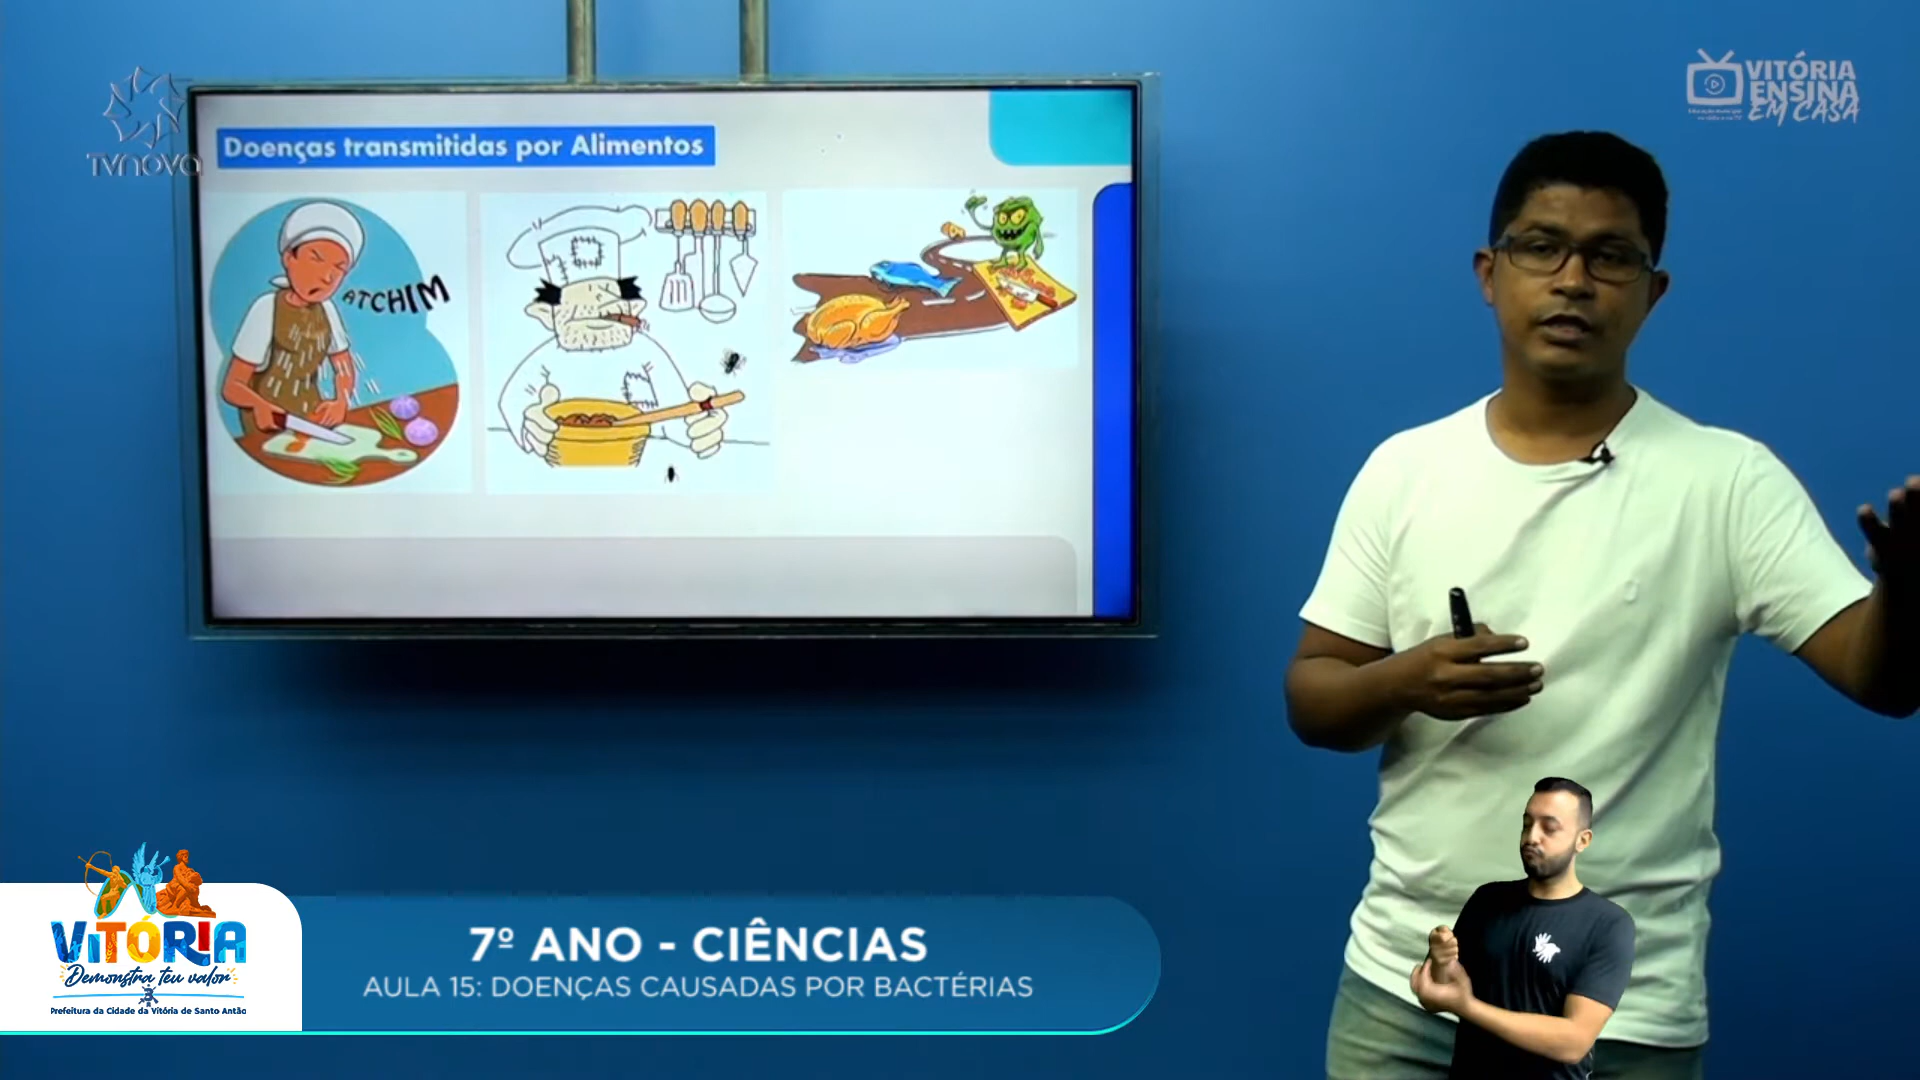 TVNOVA
VITÓRIA
ENSINA
EM CASA
Doenças transmitidas por Alimentos
ATCHIM
7º ANO - CIÊNCIAS
AULA 15: DOENÇAS CAUSADAS POR BACTÉRIAS
VITÓRIA
Demonstra teu valor
Prefeitura da Cidade da Vitória de Santo Antão